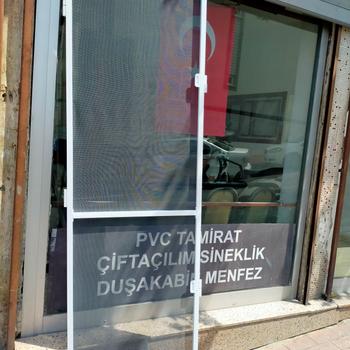 PVC TAMİRAT
ÇİFTAÇILIM SİNEKLİK
DUŞAKABİN MENFEZ